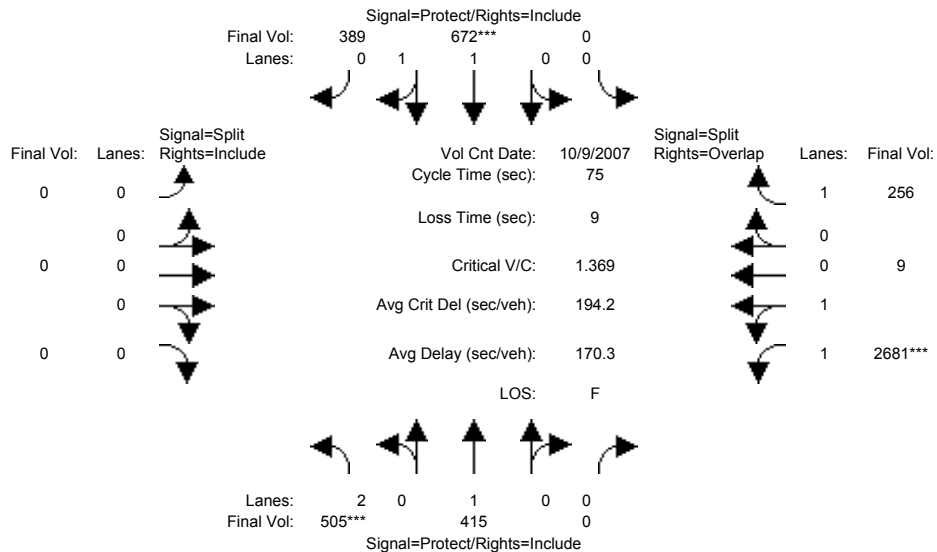 Signal=Protect/Rights=Include
Final Vol: 389 672*** 0
Lanes: 0 1 1 0 0
Signal=Split
Final Vol: Lanes: Rights=Include
Vol Cnt Date: 10/9/2007
Signal=Split
Rights=Overlap Lanes: Final Vol:
Cycle Time (sec): 75
0 0
1 256
Loss Time (sec): 9
0
0
0 0
Critical V/C: 1.369
0 9
0
Avg Crit Del (sec/veh): 194.2
1
0 0
Avg Delay (sec/veh): 170.3
1 2681***
LOS: F
Lanes: 2 0 1 0 0
Final Vol: 505*** 415 0
Signal=Protect/Rights=Include